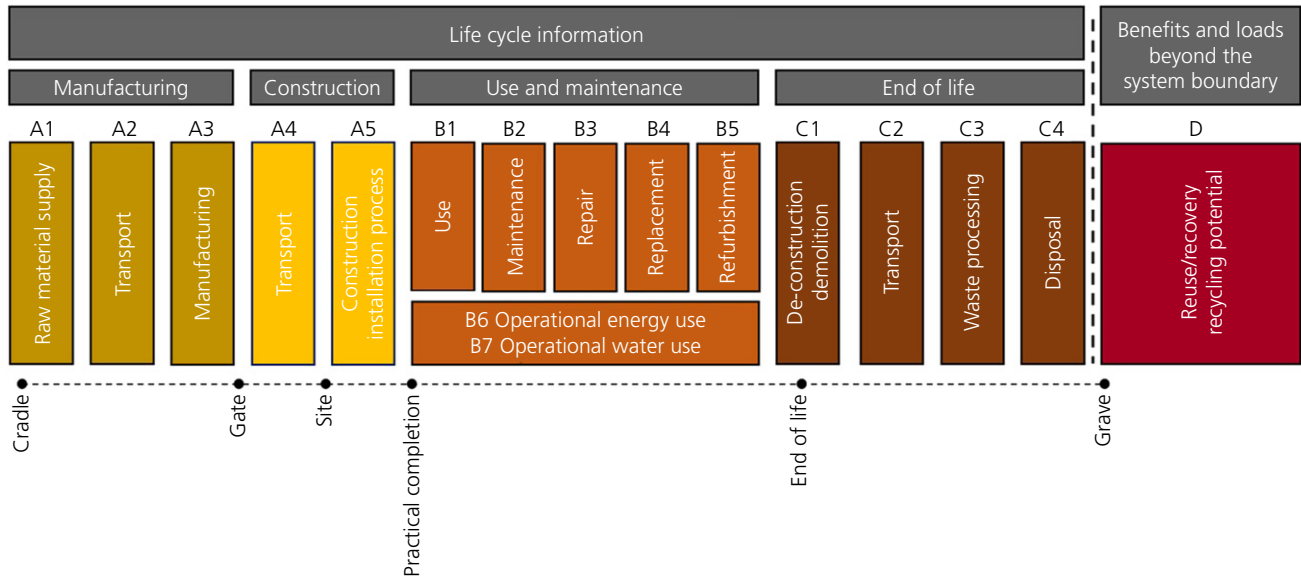 Life cycle information
Benefits and loads
beyond the
system boundary
Manufacturing
Construction
Use and maintenance
End of life
A1
A2
A3
A4
A5
B1
B2
B3
B4
B5
C1
C2
C3
C4
D
Raw material supply
Transport
Manufacturing
Transport
Construction
installation process
Use
Maintenance
Repair
Replacement
Refurbishment
B6 Operational energy use
B7 Operational water use
De-construction
demolition
Transport
Waste processing
Disposal
Reuse/recovery
recycling potential
Cradle
Gate
Site
Practical completion
End of life
Grave